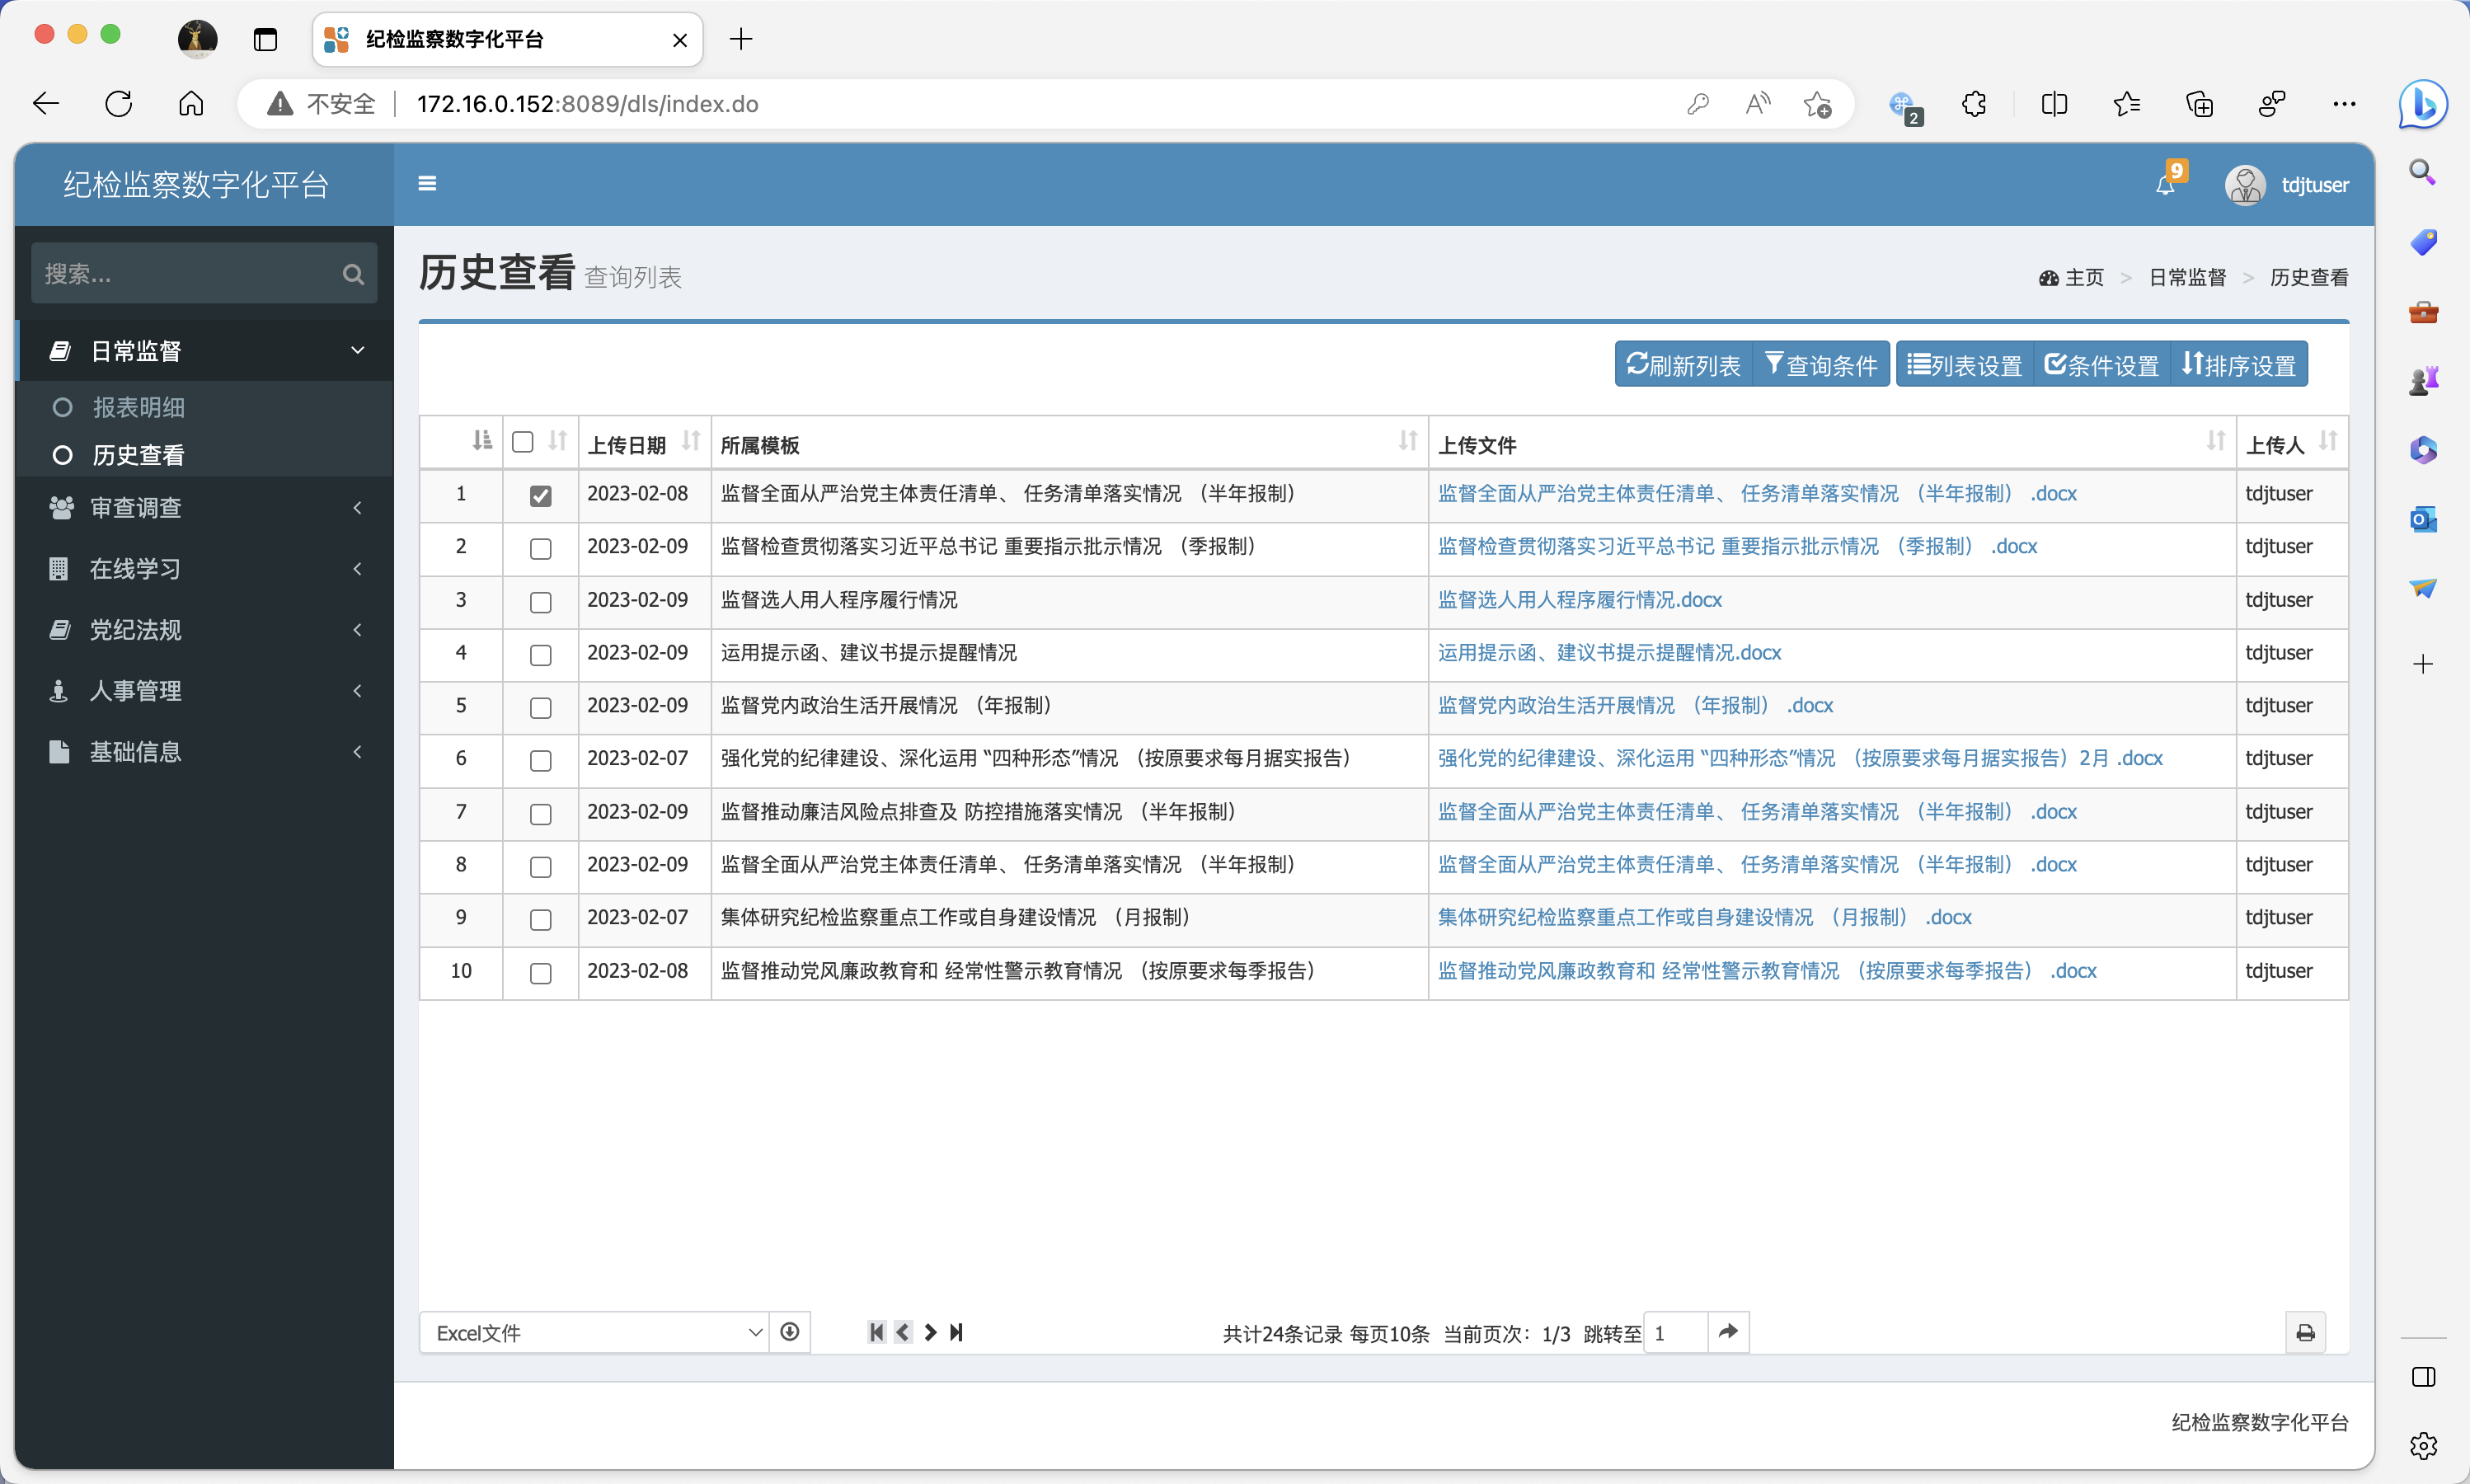 纪检监察数字化平台
不安全 172.16.0.152:8089/dls/index.do
2
纪检监察数字化平台
9
tdjtuser
搜索...
日常监督
报表明细
历史查看
审查调查
在线学习
党纪法规
人事管理
基础信息
历史查看 查询列表
主页 > 日常监督 > 历史查看
刷新列表 查询条件 列表设置 条件设置 排序设置
上传日期 所属模板 上传文件 上传人
1 2023-02-08 监督全面从严治党主体责任清单、 任务清单落实情况 （半年报制） 监督全面从严治党主体责任清单、 任务清单落实情况 （半年报制） .docx tdjtuser
2 2023-02-09 监督检查贯彻落实习近平总书记 重要指示批示情况 （季报制） 监督检查贯彻落实习近平总书记 重要指示批示情况 （季报制） .docx tdjtuser
3 2023-02-09 监督选人用人程序履行情况 监督选人用人程序履行情况.docx tdjtuser
4 2023-02-09 运用提示函、建议书提示提醒情况 运用提示函、建议书提示提醒情况.docx tdjtuser
5 2023-02-09 监督党内政治生活开展情况 （年报制） 监督党内政治生活开展情况 （年报制） .docx tdjtuser
6 2023-02-07 强化党的纪律建设、深化运用 “四种形态”情况 （按原要求每月据实报告） 强化党的纪律建设、深化运用 “四种形态”情况 （按原要求每月据实报告）2月 .docx tdjtuser
7 2023-02-09 监督推动廉洁风险点排查及 防控措施落实情况 （半年报制） 监督全面从严治党主体责任清单、 任务清单落实情况 （半年报制） .docx tdjtuser
8 2023-02-09 监督全面从严治党主体责任清单、 任务清单落实情况 （半年报制） 监督全面从严治党主体责任清单、 任务清单落实情况 （半年报制） .docx tdjtuser
9 2023-02-07 集体研究纪检监察重点工作或自身建设情况 （月报制） 集体研究纪检监察重点工作或自身建设情况 （月报制） .docx tdjtuser
10 2023-02-08 监督推动党风廉政教育和 经常性警示教育情况 （按原要求每季报告） 监督推动党风廉政教育和 经常性警示教育情况 （按原要求每季报告） .docx tdjtuser
Excel文件 共计24条记录 每页10条 当前页次：1/3 跳转至 1
纪检监察数字化平台